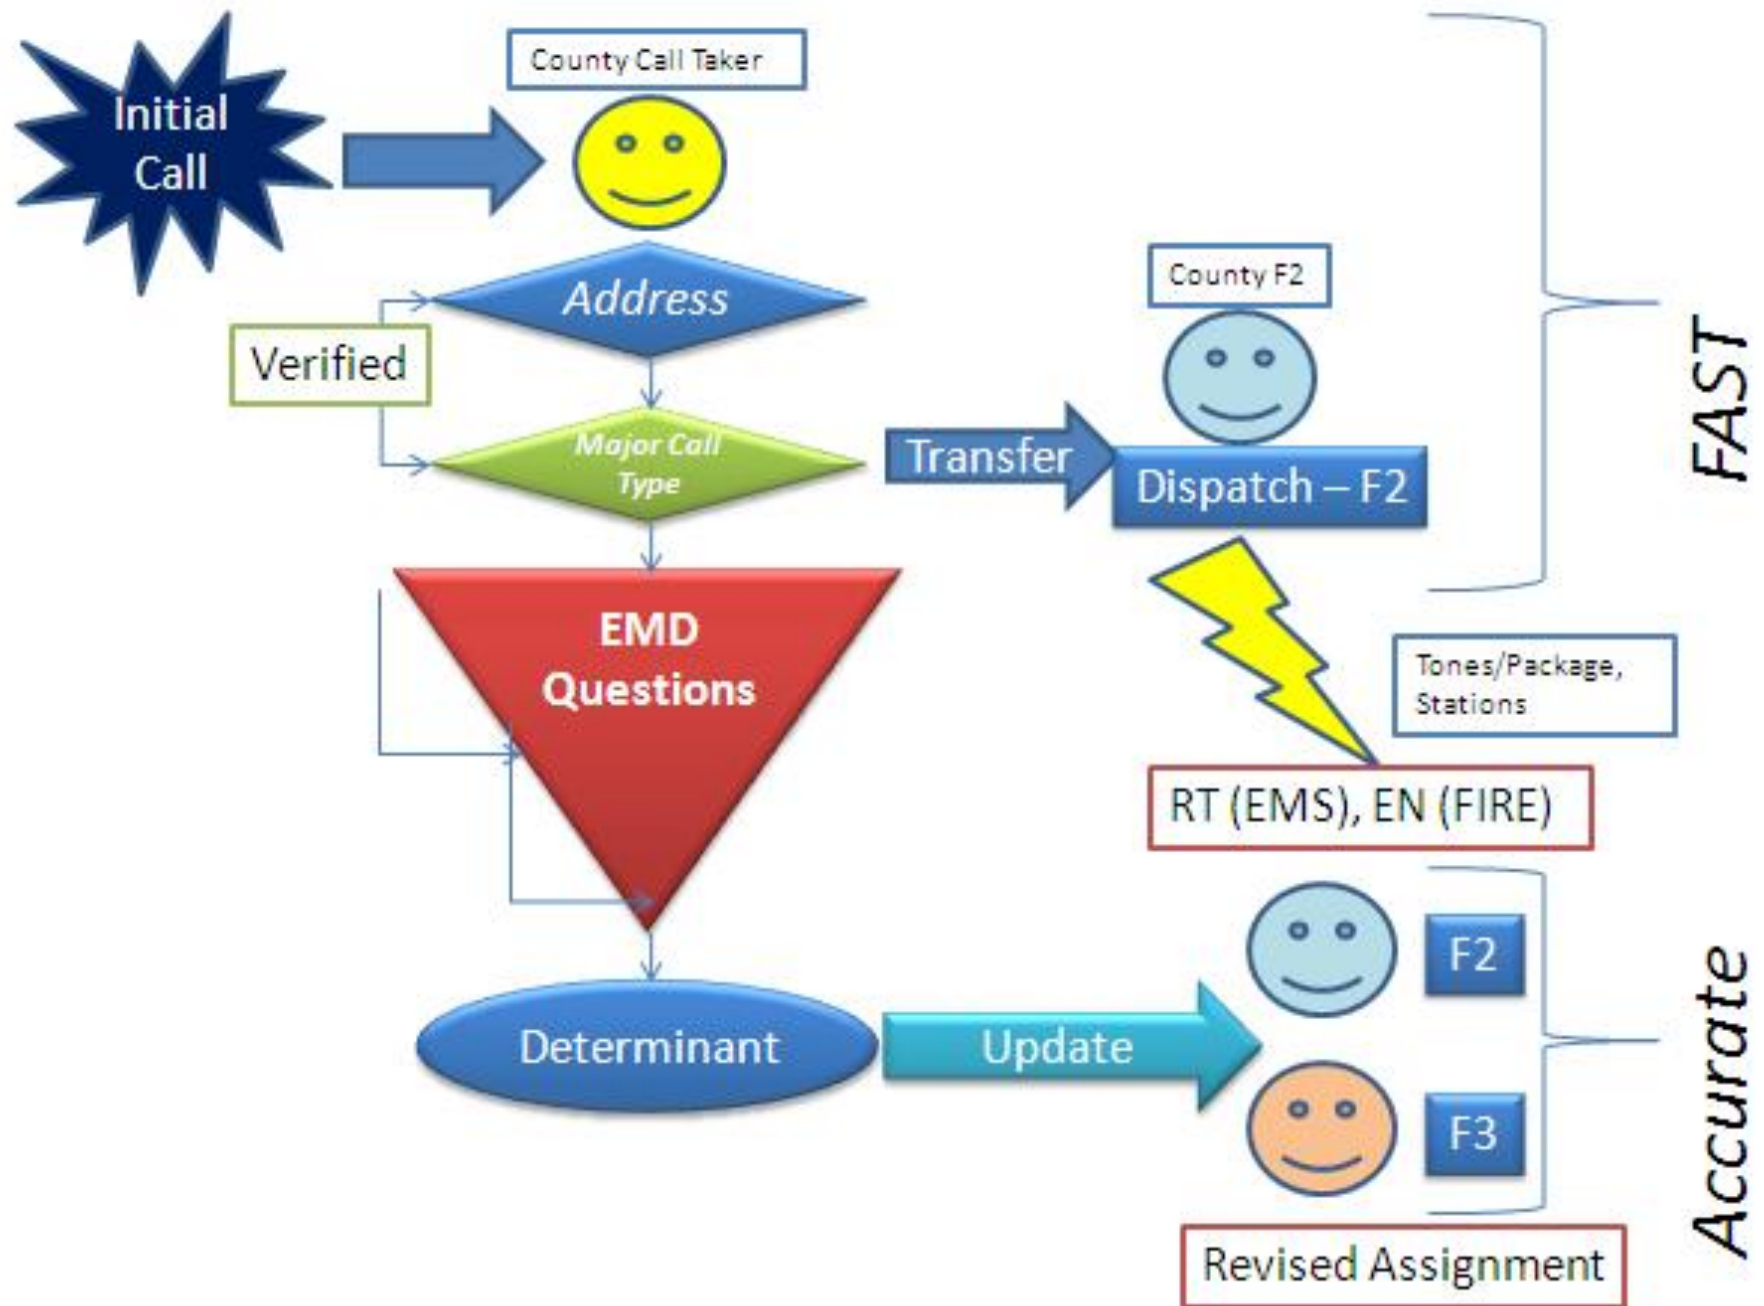 Initial
Call
County Call Taker
Address
Verified
Major Call
Type
Transfer
County F2
Dispatch – F2
FAST
EMD
Questions
Tones/Package,
Stations
RT (EMS), EN (FIRE)
Determinant
Update
F2
F3
Accurate
Revised Assignment